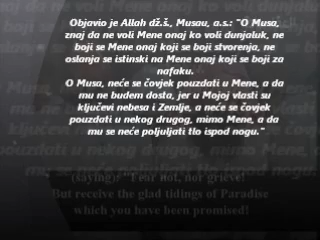 Objavio je Allah dž.š., Musau, a.s.: "O Musa,
znaj da ne voli Mene onaj ko voli dunjaluk, ne
boji se Mene onaj koji se boji stvorenja, ne
oslanja se istinski na Mene onaj koji se boji za
nafaku.
O Musa, neće se čovjek pouzdati u Mene, a da
mu ne budem dosta, jer u Mojoj vlasti su
ključevi nebesa i Zemlje, a neće se čovjek
pouzdati u nekog drugog, mimo Mene, a da
mu se neće poljuljati tlo ispod nogu."
(saying): "Fear not, nor grieve!
But receive the glad tidings of Paradise
which you have been promised!